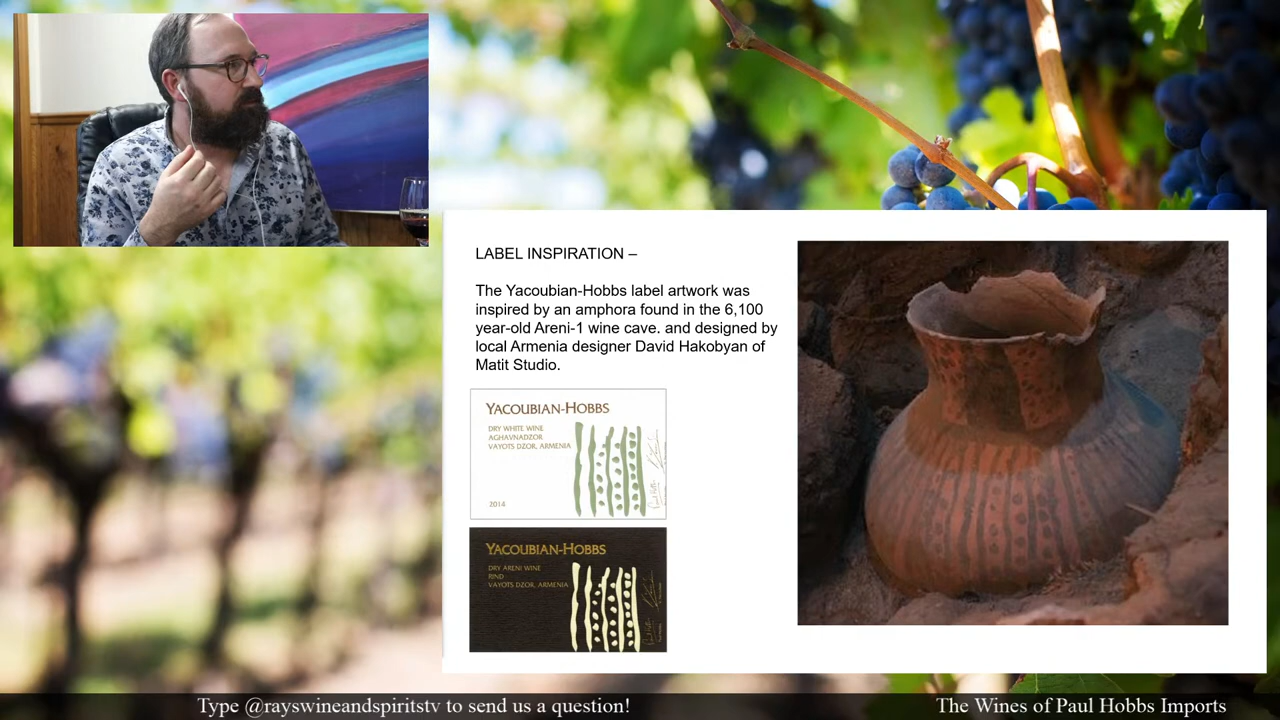 LABEL INSPIRATION –
The Yacoubian-Hobbs label artwork was
inspired by an amphora found in the 6,100
year-old Areni-1 wine cave. and designed by
local Armenia designer David Hakobyan of
Matit Studio.
YACOUBIAN-HOBBS
DRY WHITE WINE
AGHAVNADZOR
VAYOTS DZOR, ARMENIA
2014
YACOUBIAN-HOBBS
DRY ARENI WINE
RIND
VAYOTS DZOR, ARMENIA
Type @rayswineandspiritstv to send us a question!
The Wines of Paul Hobbs Imports